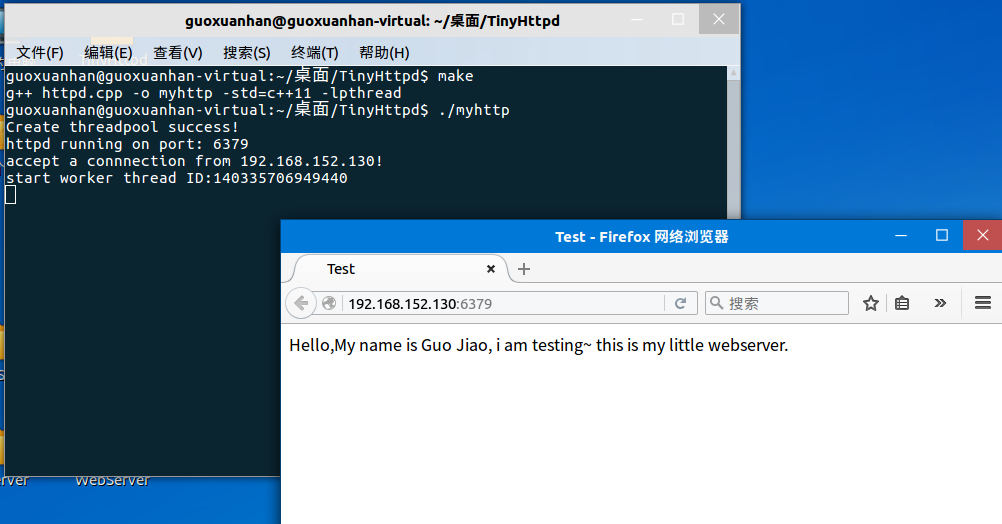 guoxuanhan@guoxuanhan-virtual: ~/桌面/TinyHttpd
文件(F) 编辑(E) 查看(V) 搜索(S) 终端(T) 帮助(H)
guoxuanhan@guoxuanhan-virtual:~/桌面/TinyHttpd$ make
g++ httpd.cpp -o myhttp -std=c++11 -lpthread
guoxuanhan@guoxuanhan-virtual:~/桌面/TinyHttpd$ ./myhttp
Create threadpool success!
httpd running on port: 6379
accept a connnection from 192.168.152.130!
start worker thread ID:140335706949440
Test - Firefox 网络浏览器
Test
192.168.152.130:6379
搜索
Hello,My name is Guo Jiao, i am testing~ this is my little webserver.
WebServer